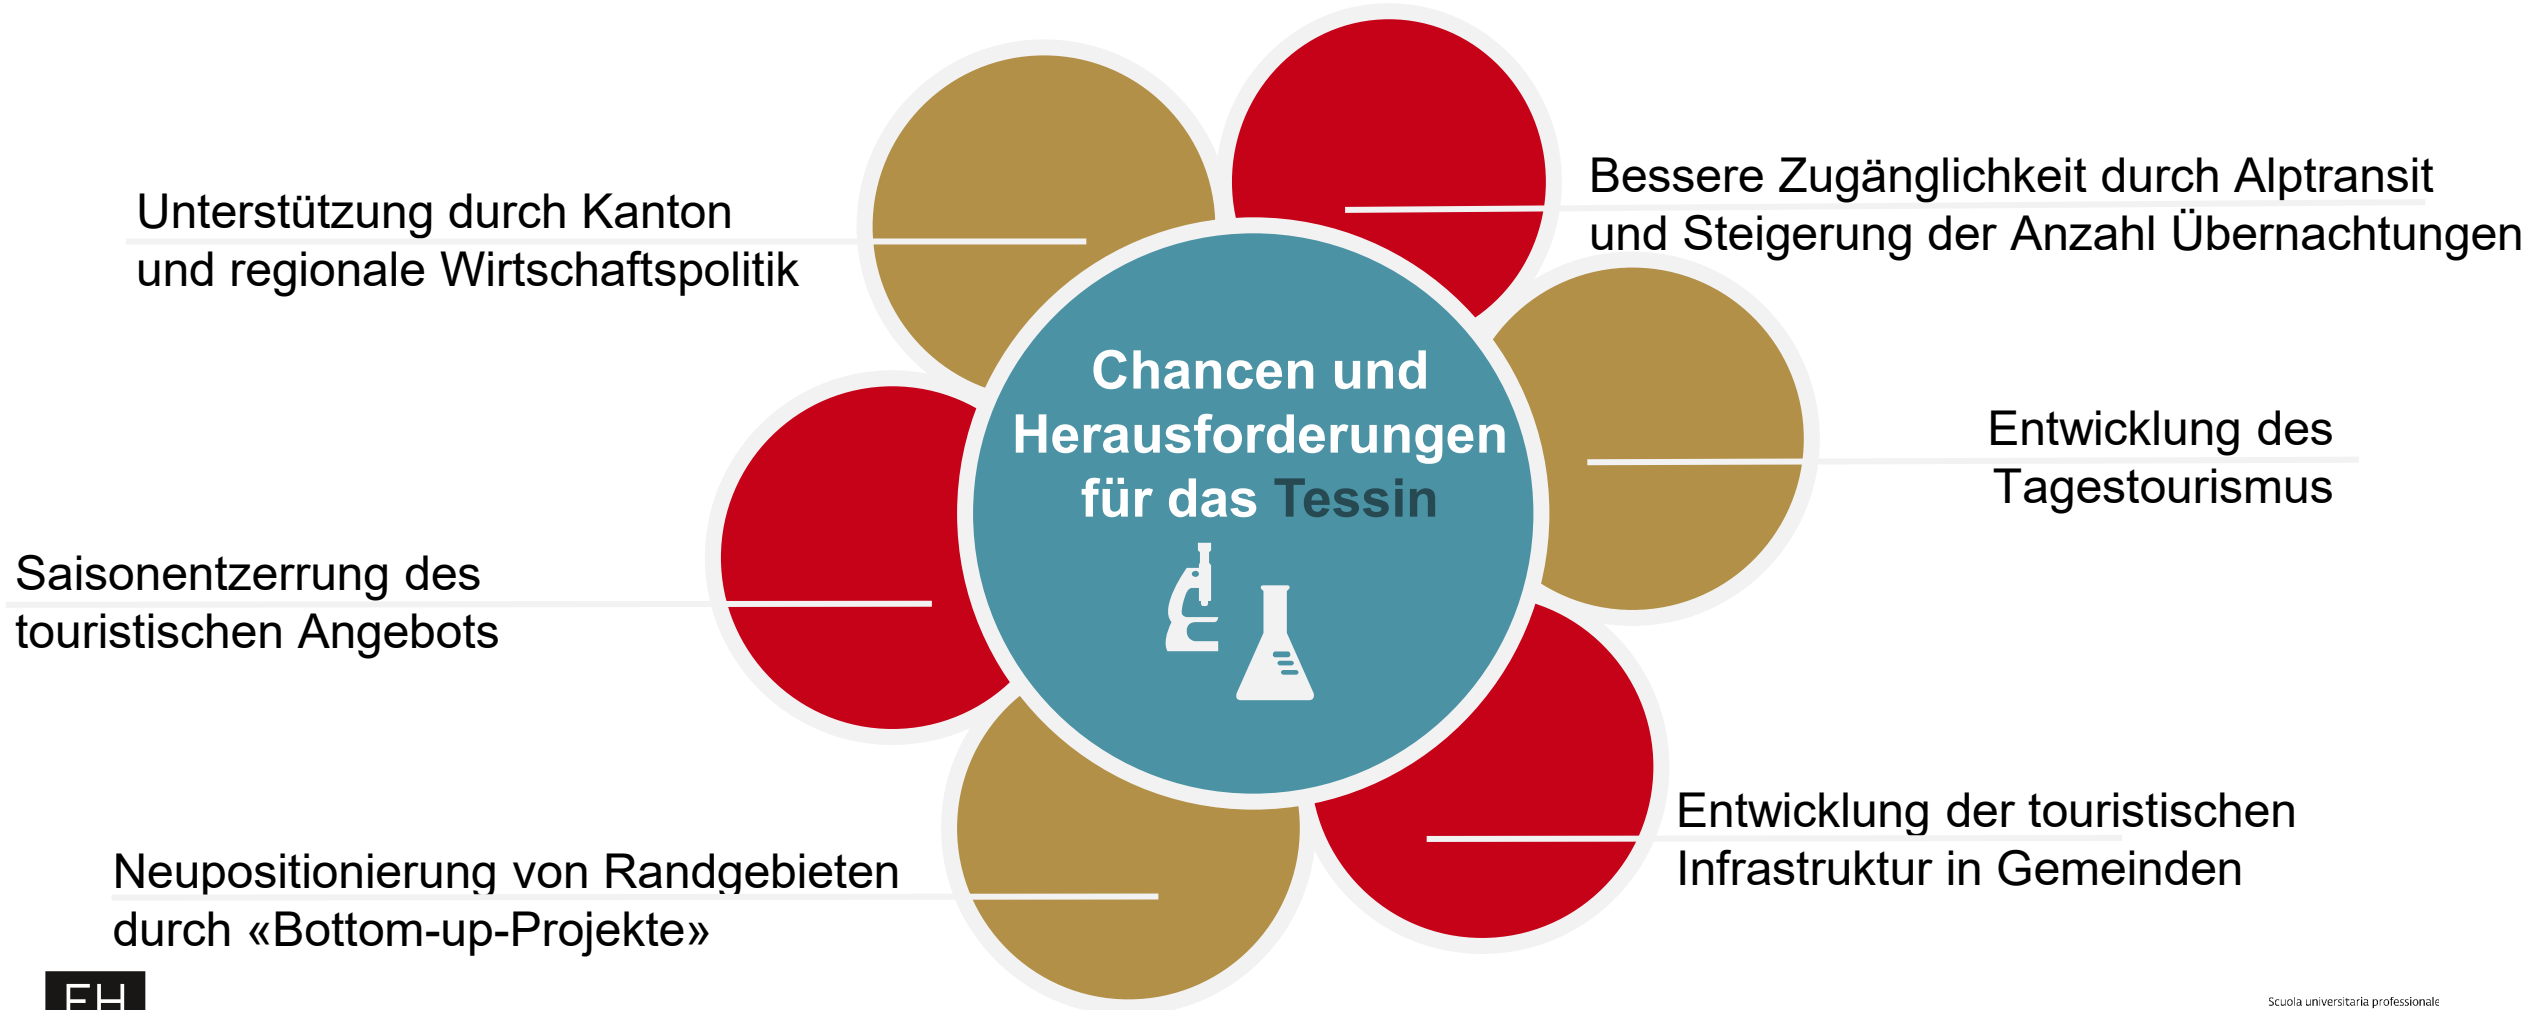 Unterstützung durch Kanton
und regionale Wirtschaftspolitik
Bessere Zugänglichkeit durch Alptransit
und Steigerung der Anzahl Übernachtungen
Chancen und
Herausforderungen
für das Tessin
Entwicklung des
Tagestourismus
Saisonentzerrung des
touristischen Angebots
Entwicklung der touristischen
Infrastruktur in Gemeinden
Neupositionierung von Randgebieten
durch «Bottom-up-Projekte»
FH
Scuola universitaria professionale